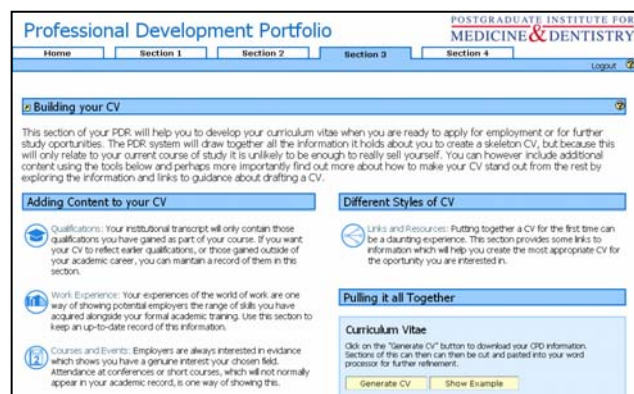 Professional Development Portfolio
POSTGRADUATE INSTITUTE FOR
MEDICINE & DENTISTRY
Home
Section 1
Section 2
Section 3
Section 4
Logout
Building your CV
This section of your PDR will help you to develop your curriculum vitae when you are ready to apply for employment or for further
study oportunities. The PDR system will draw together all the information it holds about you to create a skeleton CV, but because this
will only relate to your current course of study it is unlikely to be enough to really sell yourself. You can however include additional
content using the tools below and perhaps more importantly find out more about how to make your CV stand out from the rest by
exploring the information and links to guidance about drafting a CV.
Adding Content to your CV
Qualifications: Your institutional transcript will only contain those
qualifications you have gained as part of your course. If you want
your CV to reflect earlier qualifications, or those gained outside of
your academic career, you can maintain a record of them in this
section.
Work Experience: Your experiences of the world of work are one
way of showing potential employers the range of skills you have
acquired alongside your formal academic training. Use this section to
keep an up-to-date record of this information.
Courses and Events: Employers are always interested in evidance
which shows you have a genuine interest your chosen field.
Attendance at conferences or short courses, which will not normally
appear in your academic record, is one way of showing this.
Different Styles of CV
Links and Resources: Putting together a CV for the first time can
be a daunting experience. This section provides some links to
information which will help you create the most appropriate CV for
the oportunity you are interested in.
Pulling it all Together
Curriculum Vitae
Click on the "Generate CV" button to download your CPD information.
Sections of this can then can be cut and pasted into your word
processor for further refinement.
Generate CV
Show Example